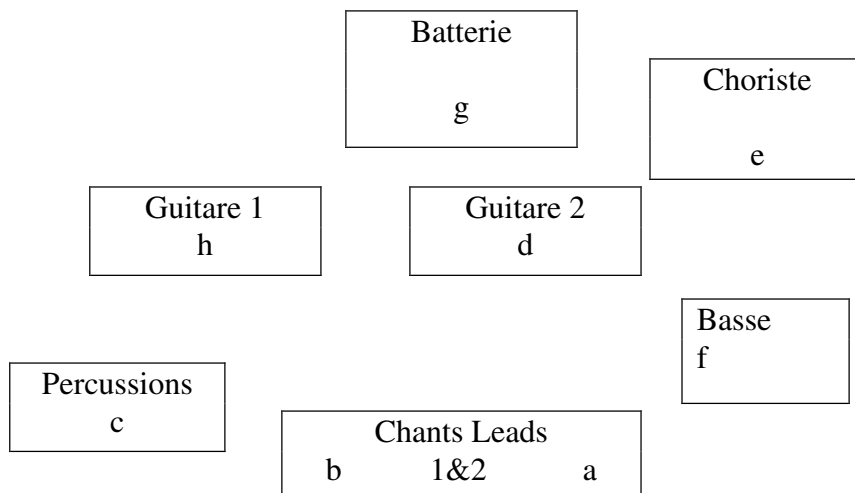 Batterie
g
Choriste
e
Guitare 1
h
Guitare 2
d
Basse
f
Percussions
c
Chants Leads
b 1&2 a